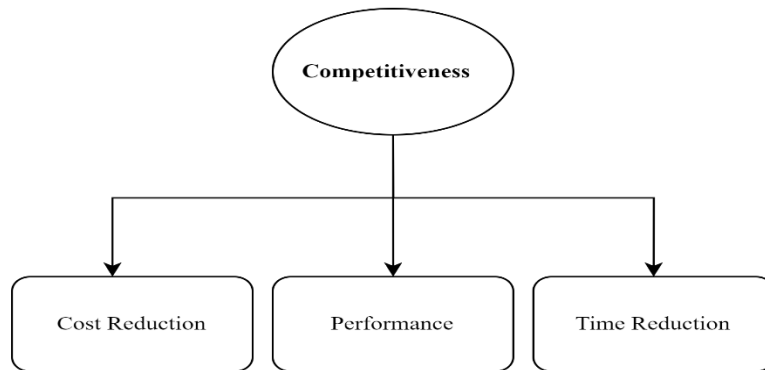 Competitiveness
Cost Reduction
Performance
Time Reduction